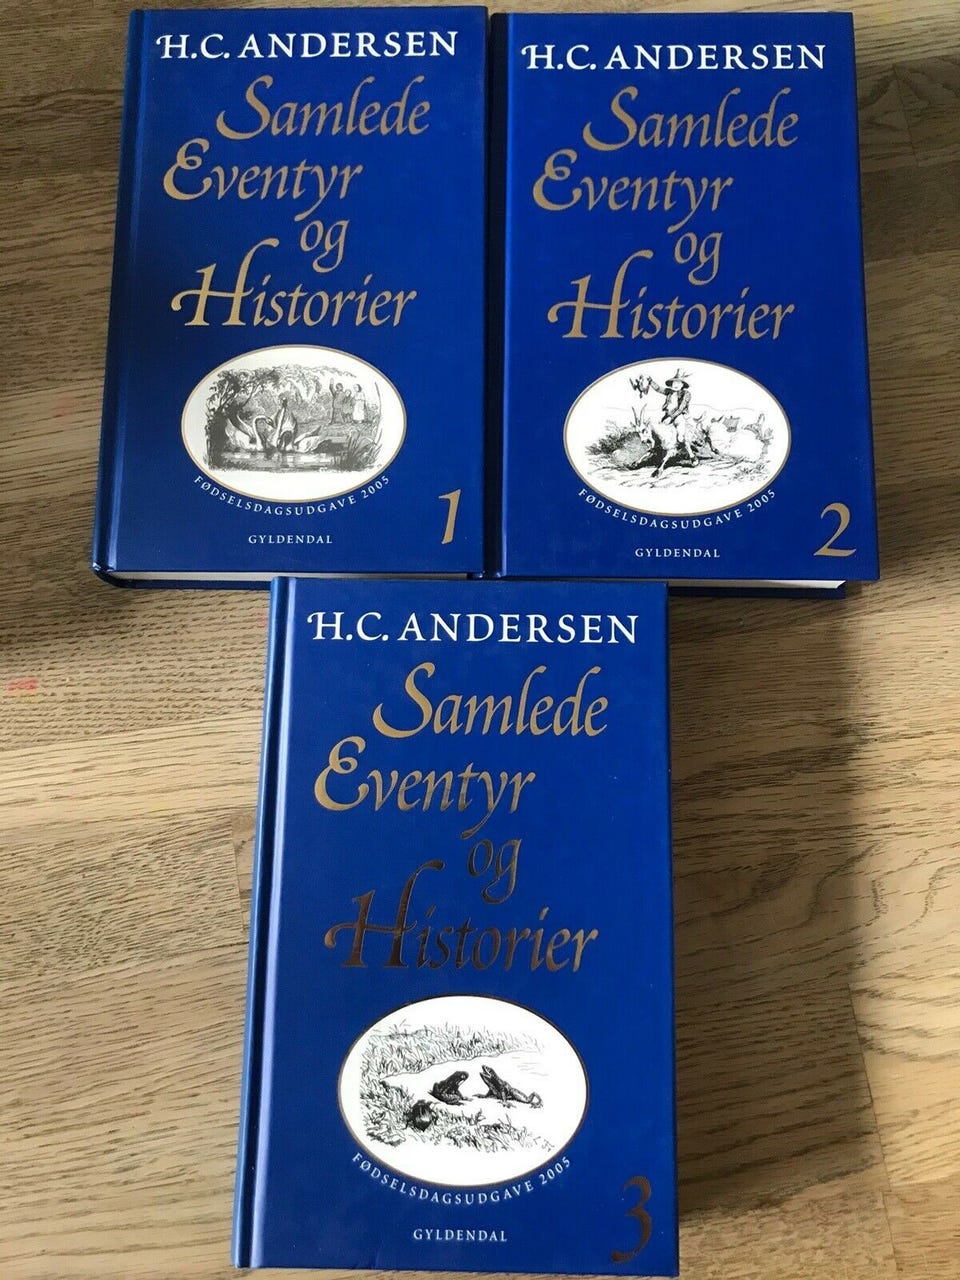 H.C. ANDERSEN
Samlede
Eventyr
og
Historier
FØDSELSDAGSUDGAVE 2005
GYLDENDAL
1
H.C. ANDERSEN
Samlede
Eventyr
og
Historier
FØDSELSDAGSUDGAVE 2005
GYLDENDAL
2
H.C. ANDERSEN
Samlede
Eventyr
og
Historier
FØDSELSDAGSUDGAVE 2005
GYLDENDAL
3